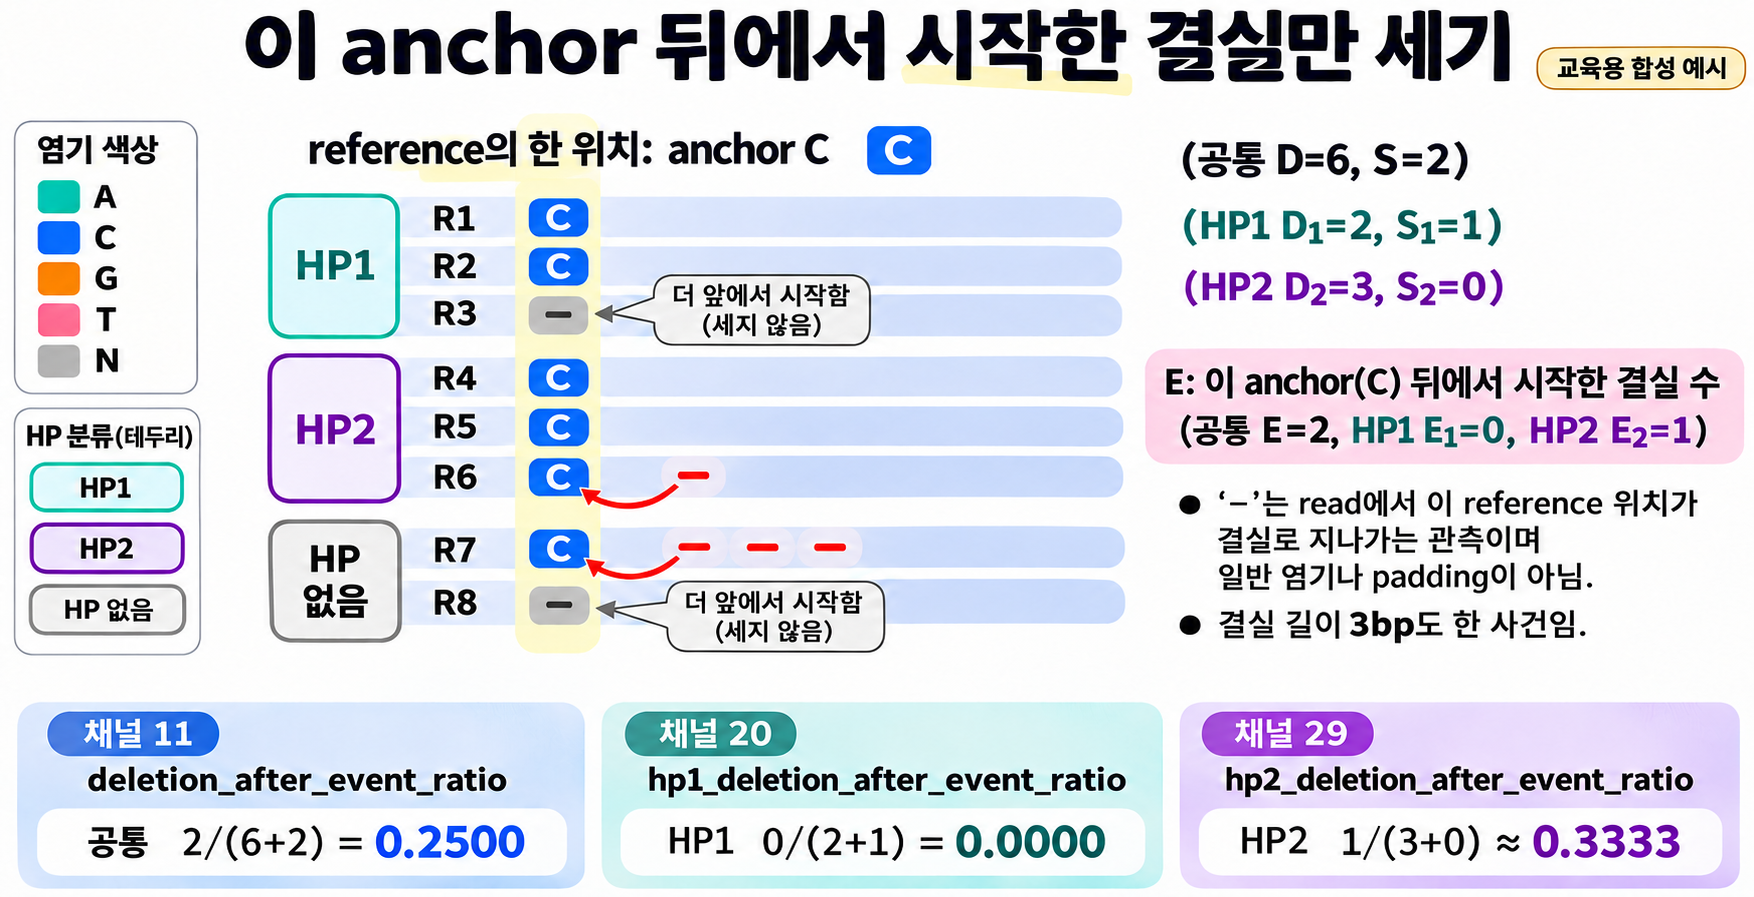 이 anchor 뒤에서 시작한 결실만 세기
교육용 합성 예시
염기 색상
A
C
G
T
N
HP 분류(테두리)
HP1
HP2
HP 없음
reference의 한 위치: anchor C
C
HP1
R1 C
R2 C
R3 −
더 앞에서 시작함
(세지 않음)
HP2
R4 C
R5 C
R6 C −
HP
없음
R7 C − − −
R8 −
더 앞에서 시작함
(세지 않음)
(공통 D=6, S=2)
(HP1 D₁=2, S₁=1)
(HP2 D₂=3, S₂=0)
E: 이 anchor(C) 뒤에서 시작한 결실 수
(공통 E=2, HP1 E₁=0, HP2 E₂=1)
● ‘−’는 read에서 이 reference 위치가
결실로 지나가는 관측이며
일반 염기나 padding이 아님.
● 결실 길이 3bp도 한 사건임.
채널 11
deletion_after_event_ratio
공통 2/(6+2) = 0.2500
채널 20
hp1_deletion_after_event_ratio
HP1 0/(2+1) = 0.0000
채널 29
hp2_deletion_after_event_ratio
HP2 1/(3+0) ≈ 0.3333